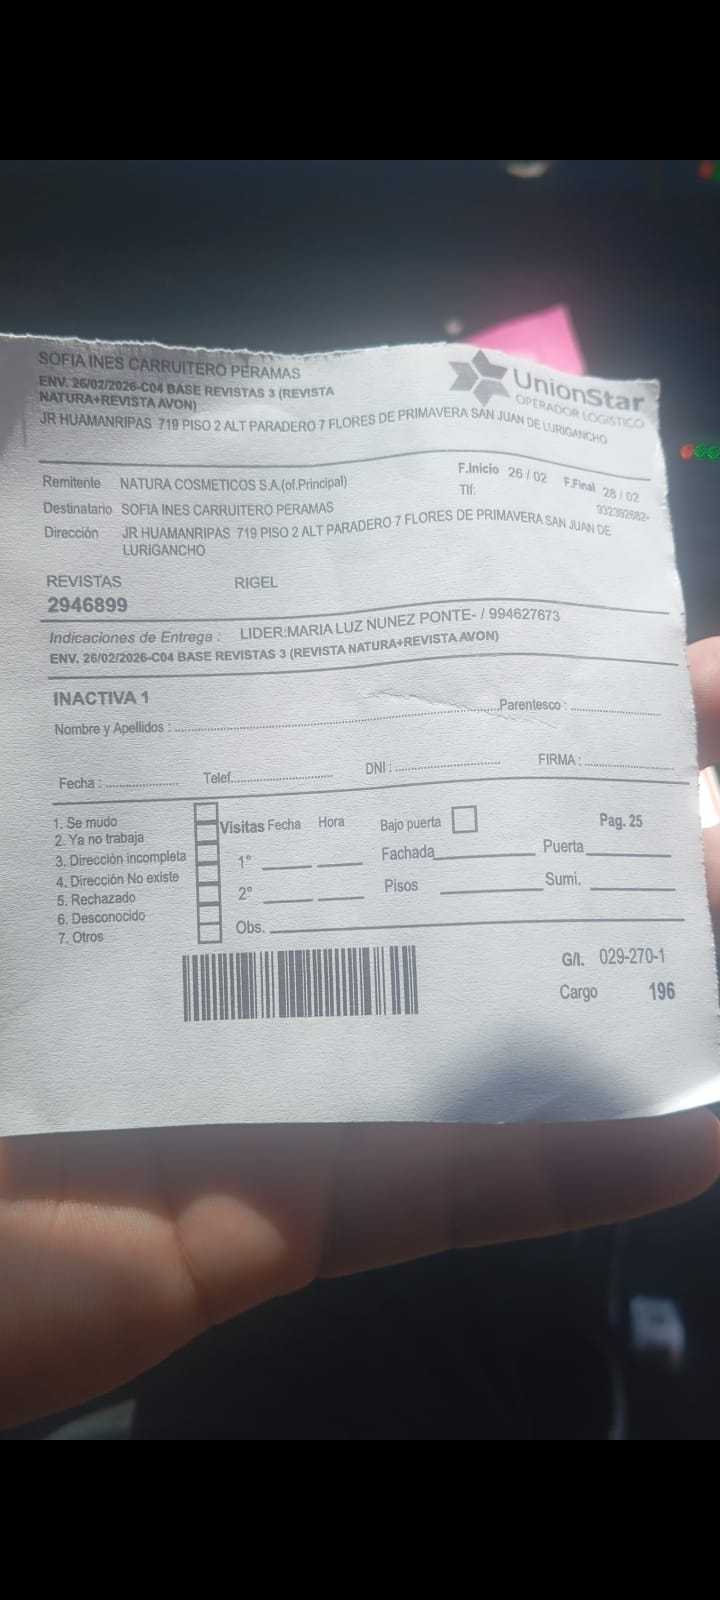 SOFIA INES CARRUITERO PERAMAS
ENV. 26/02/2026-C04 BASE REVISTAS 3 (REVISTA
NATURA+REVISTA AVON)
JR HUAMANRIPAS 719 PISO 2 ALT PARADERO 7 FLORES DE PRIMAVERA SAN JUAN DE LURIGANCHO
UnionStar
OPERADOR LOGISTICO
Remitente NATURA COSMETICOS S.A.(of.Principal)
F.Inicio 26 / 02 F.Final 28 / 02
Destinatario SOFIA INES CARRUITERO PERAMAS
Tlf: 932392682-
Dirección JR HUAMANRIPAS 719 PISO 2 ALT PARADERO 7 FLORES DE PRIMAVERA SAN JUAN DE
LURIGANCHO
REVISTAS RIGEL
2946899
Indicaciones de Entrega : LIDER:MARIA LUZ NUNEZ PONTE- / 994627673
ENV. 26/02/2026-C04 BASE REVISTAS 3 (REVISTA NATURA+REVISTA AVON)
INACTIVA 1
Nombre y Apellidos : Parentesco :
Fecha : Telef. DNI : FIRMA :
1. Se mudo
2. Ya no trabaja
3. Dirección incompleta
4. Dirección No existe
5. Rechazado
6. Desconocido
7. Otros
Visitas Fecha Hora Bajo puerta Pag. 25
1° Fachada Puerta
2° Pisos Sumi.
Obs.
G/I. 029-270-1
Cargo 196